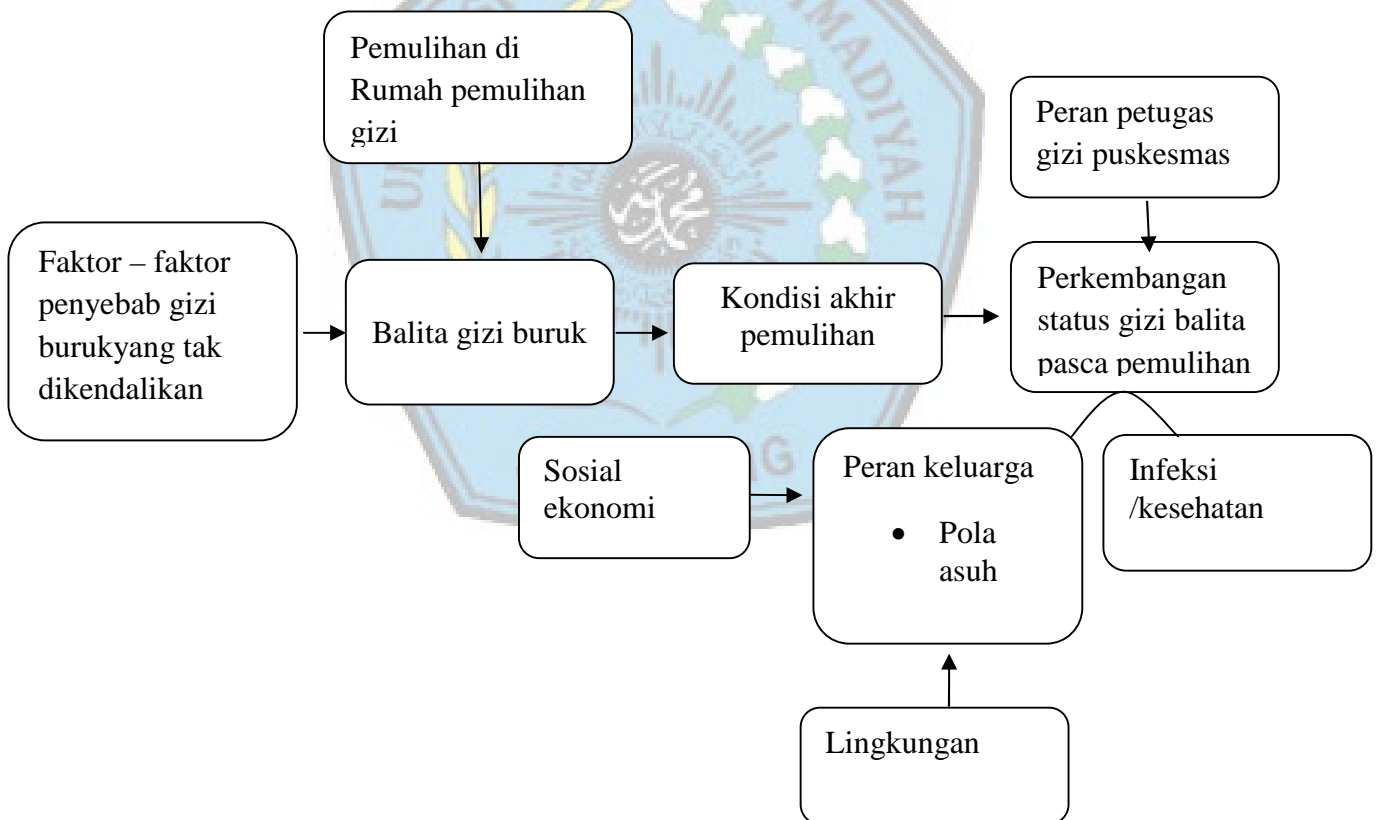 Pemulihan di
Rumah pemulihan
gizi
Peran petugas
gizi puskesmas
Faktor – faktor
penyebab gizi
burukyang tak
dikendalikan
Balita gizi buruk
Kondisi akhir
pemulihan
Perkembangan
status gizi balita
pasca pemulihan
Sosial
ekonomi
Peran keluarga
• Pola
asuh
Infeksi
/kesehatan
Lingkungan